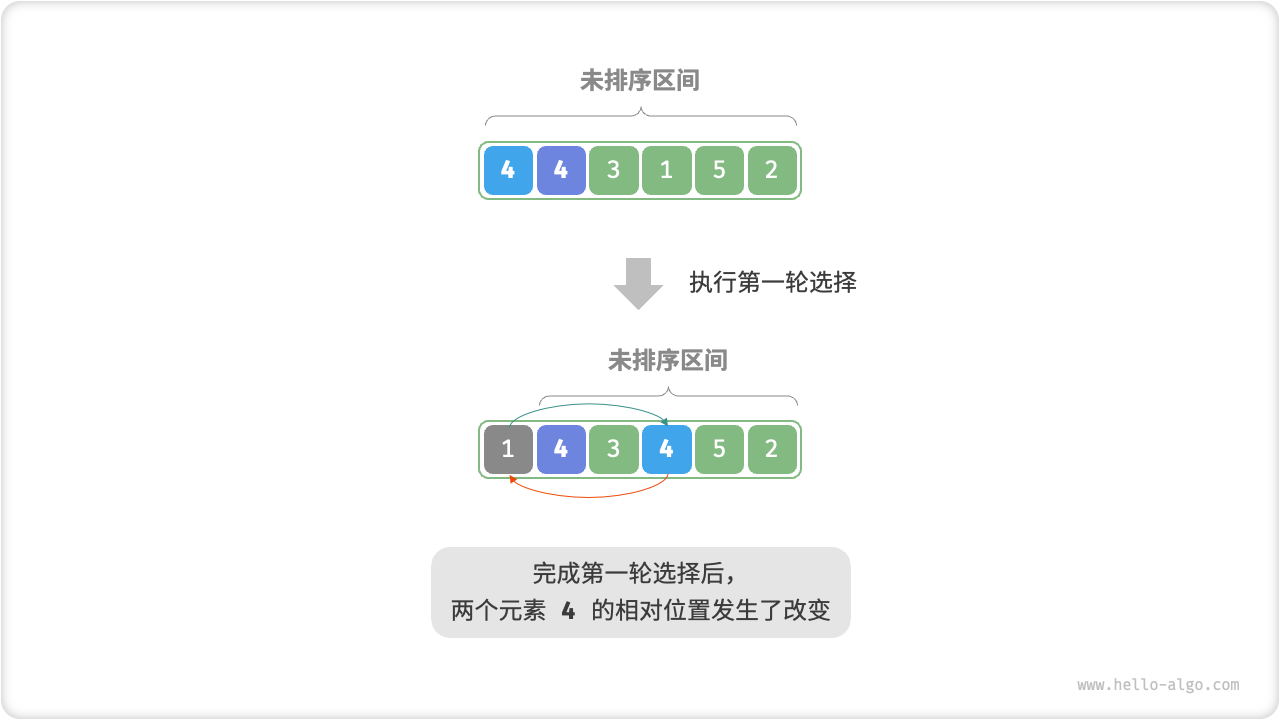 未排序区间
4 4 3 1 5 2
执行第一轮选择
未排序区间
1 4 3 4 5 2
完成第一轮选择后，
两个元素 4 的相对位置发生了改变
www.hello-algo.com